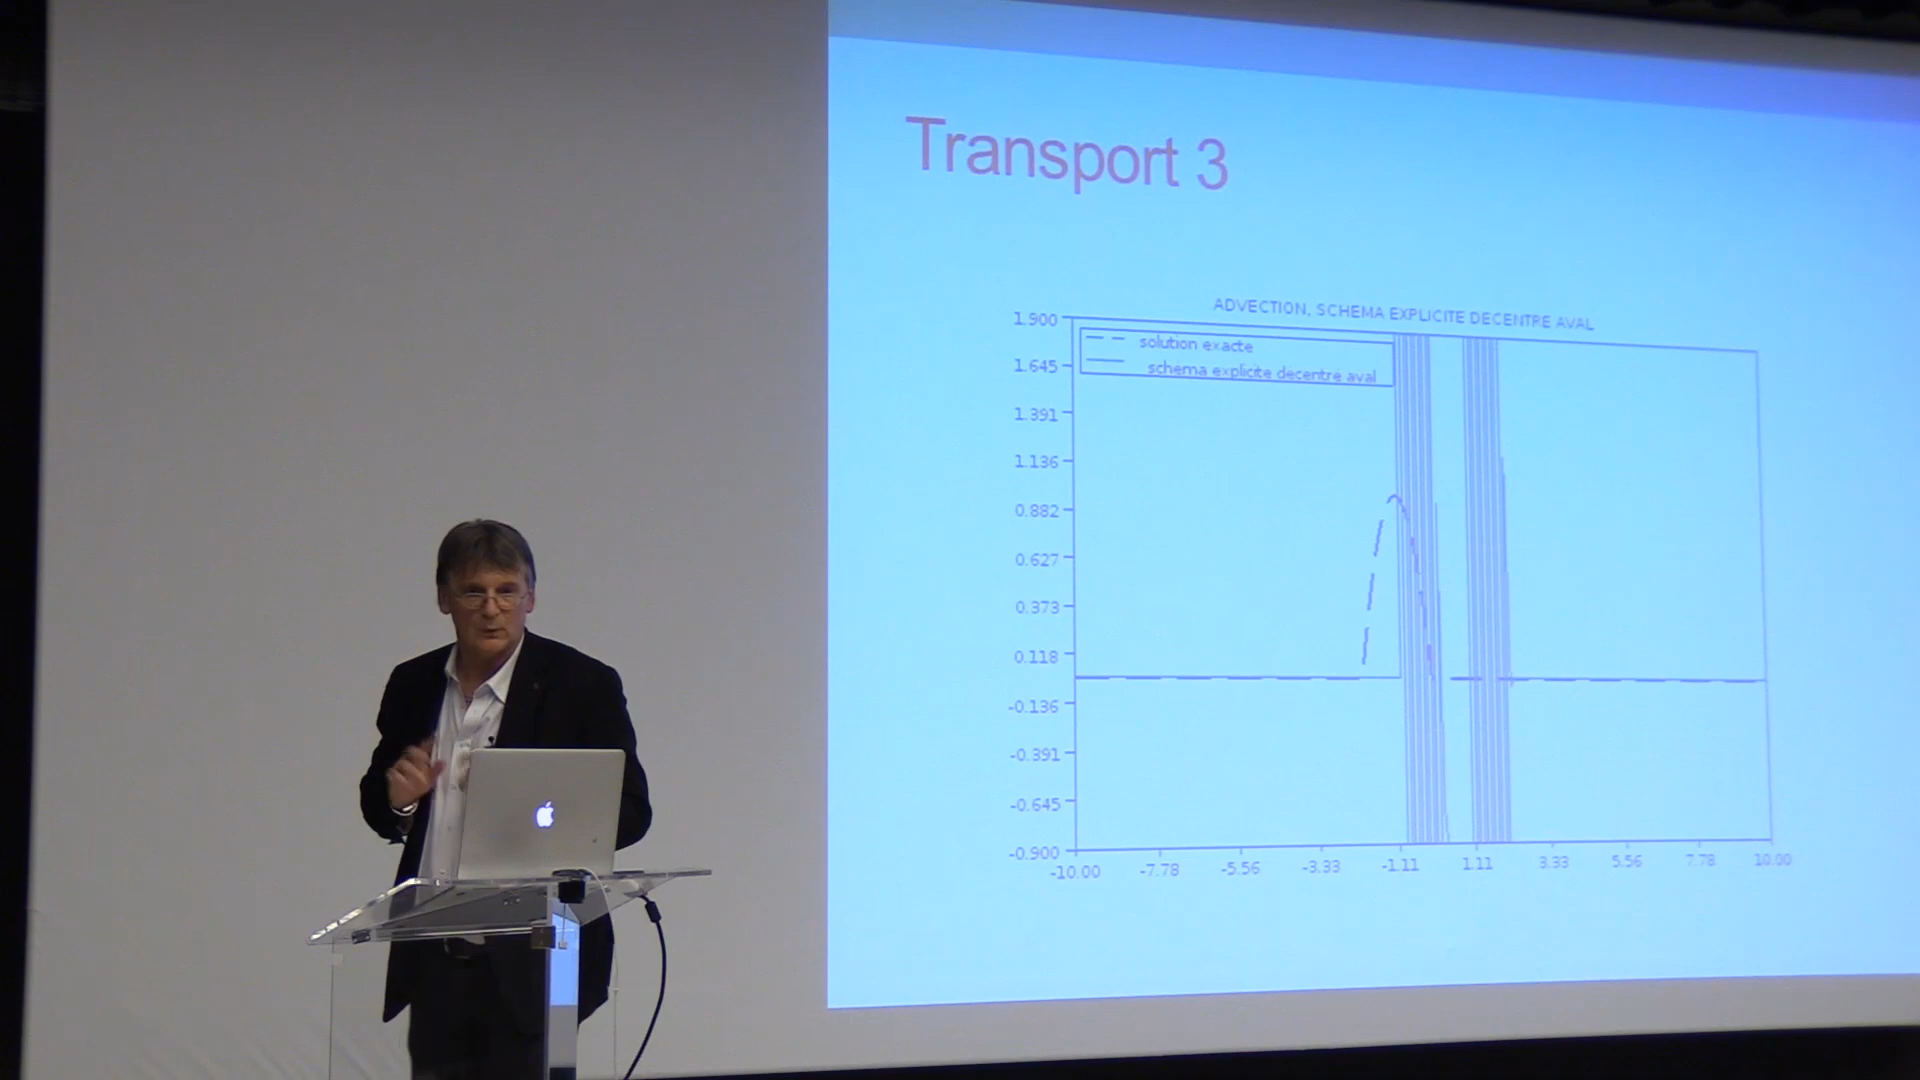 Transport 3
ADVECTION, SCHEMA EXPLICITE DECENTRE AVAL
solution exacte
schema explicite decentre aval
1.900
1.645
1.391
1.136
0.882
0.627
0.373
0.118
-0.136
-0.391
-0.645
-0.900
-10.00 -7.78 -5.56 -3.33 -1.11 1.11 3.33 5.56 7.78 10.00